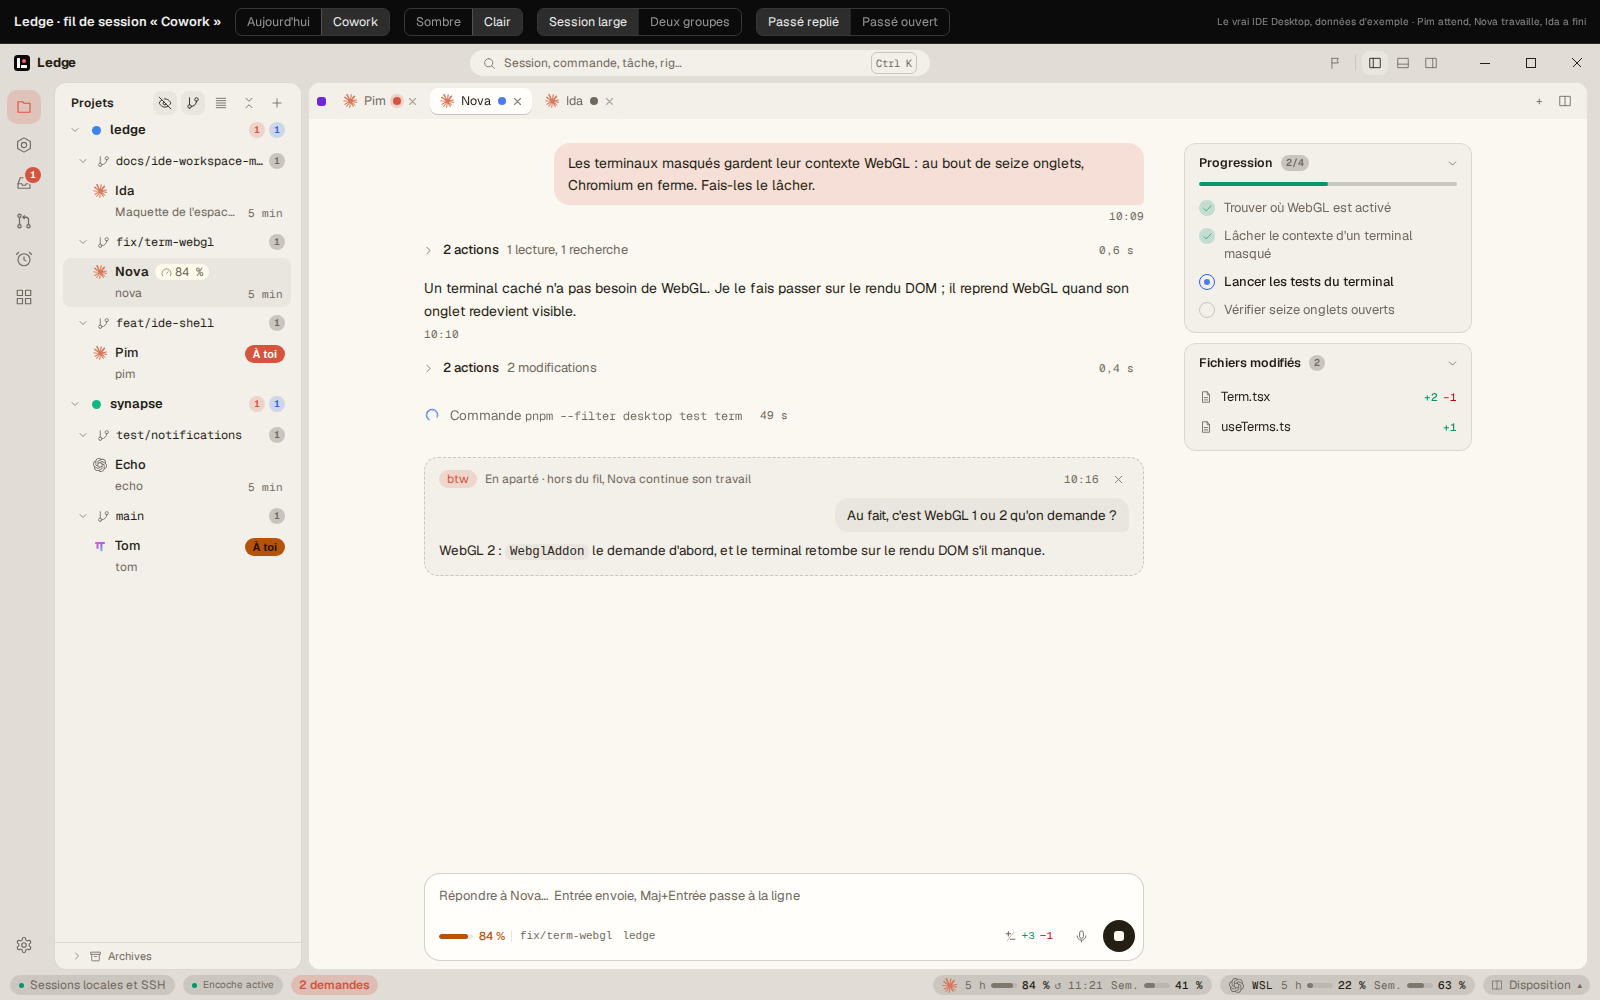 Ledge · fil de session « Cowork »
Aujourd'hui
Cowork
Sombre
Clair
Session large
Deux groupes
Passé replié
Passé ouvert
Le vrai IDE Desktop, données d'exemple · Pim attend, Nova travaille, Ida a fini
Ledge
Session, commande, tâche, rig...
Ctrl K
1
Projets
ledge 1 1
docs/ide-workspace-m… 1
Ida
Maquette de l'espac… 5 min
fix/term-webgl 1
Nova 84 %
nova 5 min
feat/ide-shell 1
Pim À toi
pim
synapse 1 1
test/notifications 1
Echo
echo 5 min
main 1
Tom À toi
tom
Archives
Pim
Nova
Ida
Les terminaux masqués gardent leur contexte WebGL : au bout de seize onglets,
Chromium en ferme. Fais-les le lâcher.
10:09
2 actions 1 lecture, 1 recherche 0,6 s
Un terminal caché n'a pas besoin de WebGL. Je le fais passer sur le rendu DOM ; il reprend WebGL quand son
onglet redevient visible.
10:10
2 actions 2 modifications 0,4 s
Commande pnpm --filter desktop test term 49 s
btw En aparté · hors du fil, Nova continue son travail 10:16
Au fait, c'est WebGL 1 ou 2 qu'on demande ?
WebGL 2 : WebglAddon le demande d'abord, et le terminal retombe sur le rendu DOM s'il manque.
Répondre à Nova… Entrée envoie, Maj+Entrée passe à la ligne
84 % fix/term-webgl ledge +3 −1
Progression 2/4
Trouver où WebGL est activé
Lâcher le contexte d'un terminal
masqué
Lancer les tests du terminal
Vérifier seize onglets ouverts
Fichiers modifiés 2
Term.tsx +2 −1
useTerms.ts +1
Sessions locales et SSH
Encoche active
2 demandes
5 h 84 % ↺ 11:21 Sem. 41 %
WSL 5 h 22 % Sem. 63 %
Disposition ▴